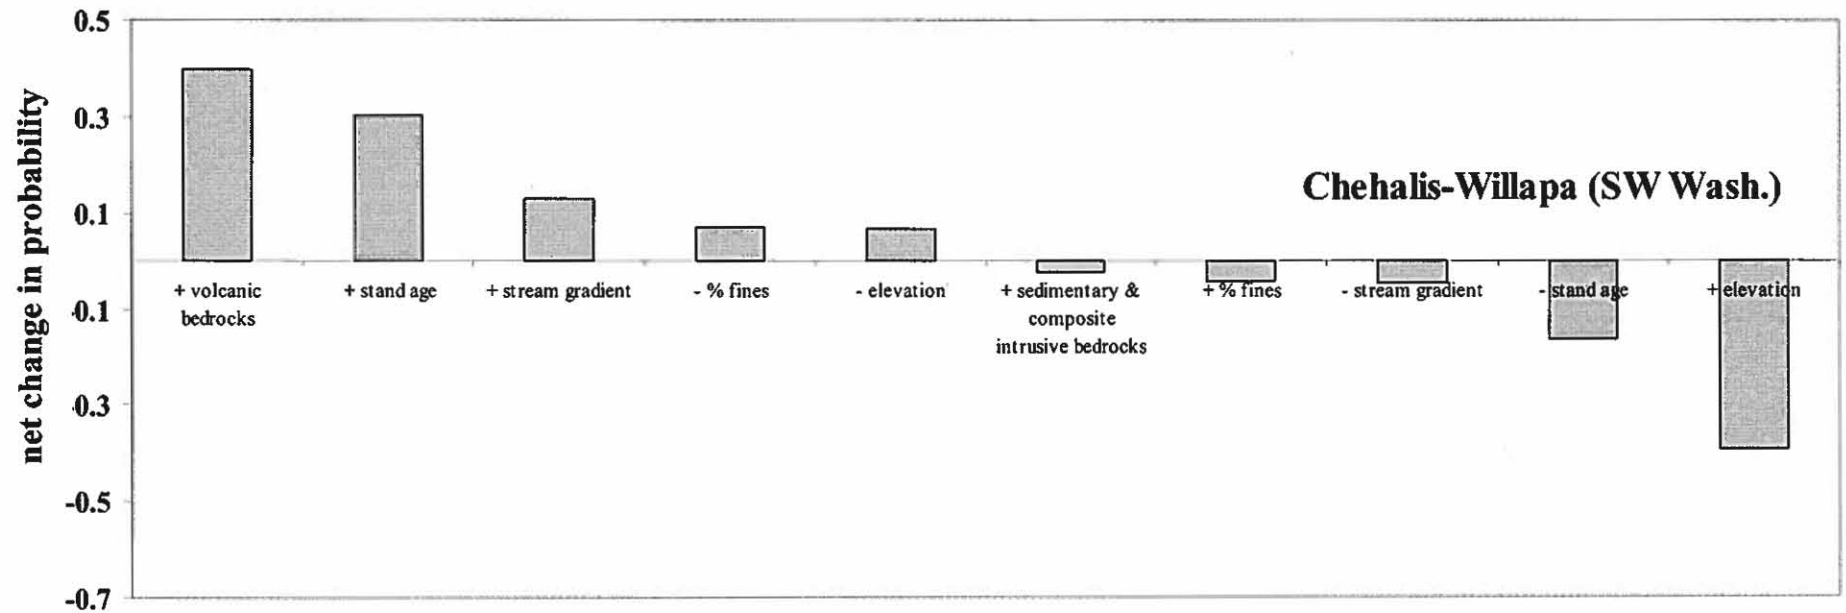 0.5
0.3
0.1
-0.1
-0.3
-0.5
-0.7
net change in probability
Chehalis-Willapa (SW Wash.)
+ volcanic
bedrocks
+ stand age
+ stream gradient
- % fines
- elevation
+ sedimentary &
composite
intrusive bedrocks
+ % fines
- stream gradient
- stand age
+ elevation